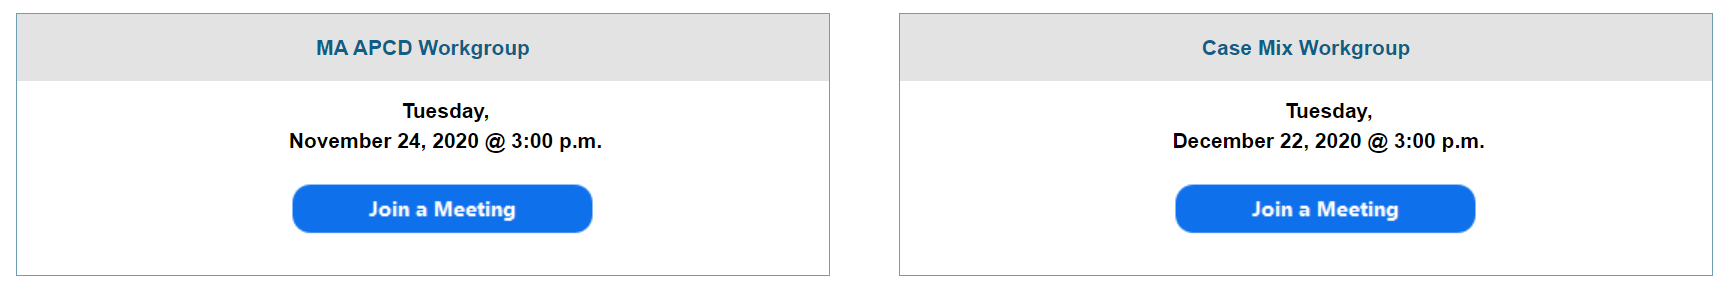 MA APCD Workgroup
Tuesday,
November 24, 2020 @ 3:00 p.m.
Join a Meeting
Case Mix Workgroup
Tuesday,
December 22, 2020 @ 3:00 p.m.
Join a Meeting